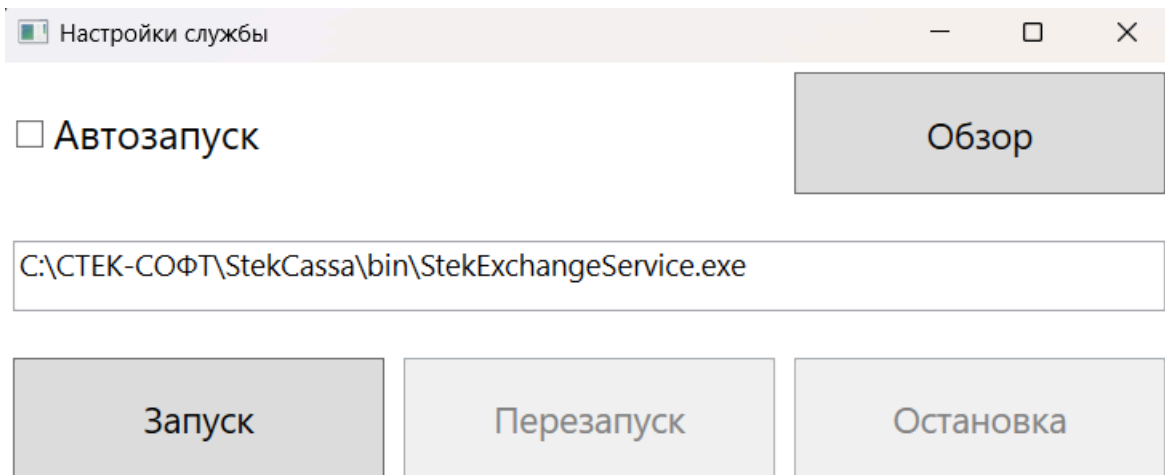 Настройки службы
Автозапуск
Обзор
C:\СТЕК-СОФТ\StekCassa\bin\StekExchangeService.exe
Запуск
Перезапуск
Остановка